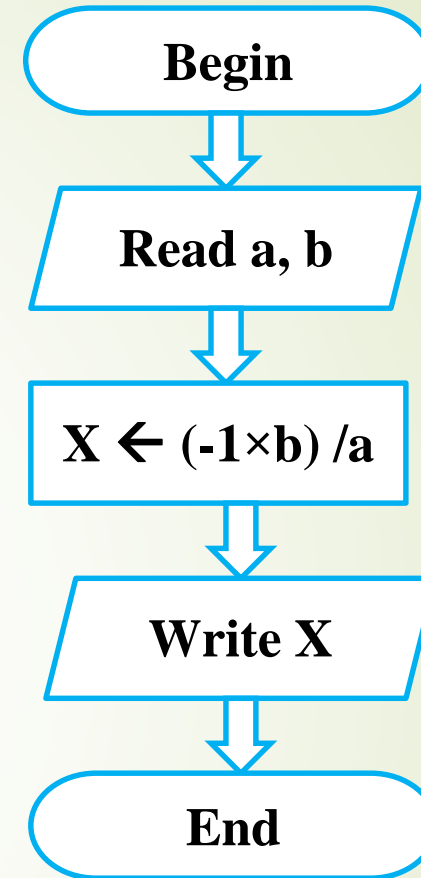 Begin
Read a, b
X ← (-1×b) /a
Write X
End